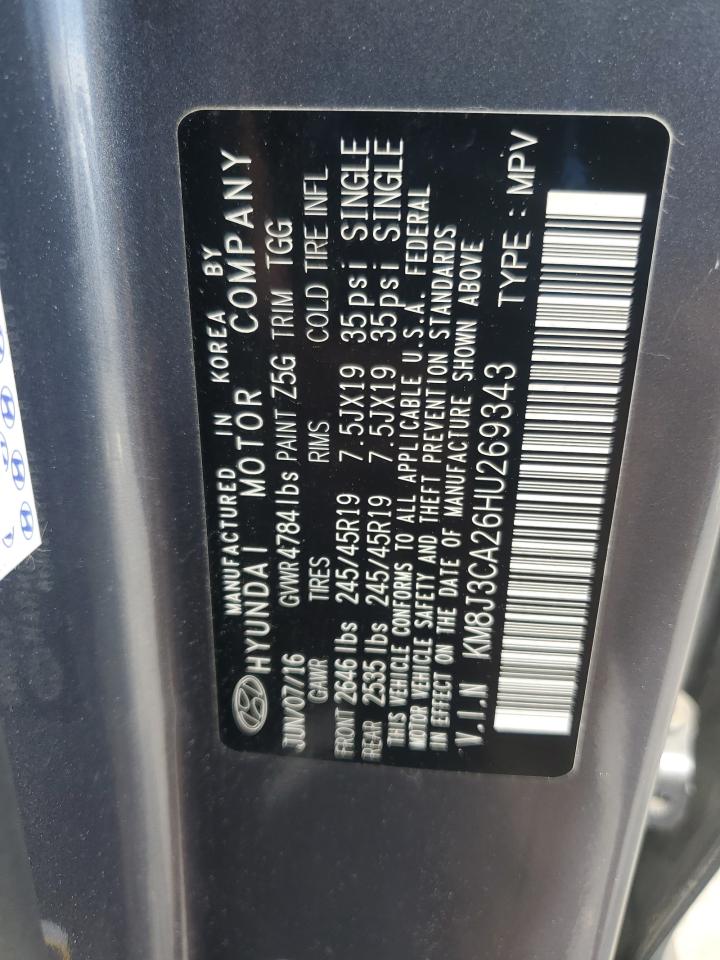 MANUFACTURED IN KOREA BY
HYUNDAI MOTOR COMPANY
JUN/07/16 GVWR 4784 lbs PAINT Z5G TRIM TGG
GAWR TIRES RMS COLD TIRE INFL
FRONT 2646 lbs 245/45R19 7.5JX19 35psi SINGLE
REAR 2535 lbs 245/45R19 7.5JX19 35psi SINGLE
THIS VEHICLE CONFORMS TO ALL APPLICABLE U.S.A. FEDERAL
MOTOR VEHICLE SAFETY AND THEFT PREVENTION STANDARDS
IN EFFECT ON THE DATE OF MANUFACTURE SHOWN ABOVE
V.I.N KM8J3CA26HU269343 TYPE : MPV